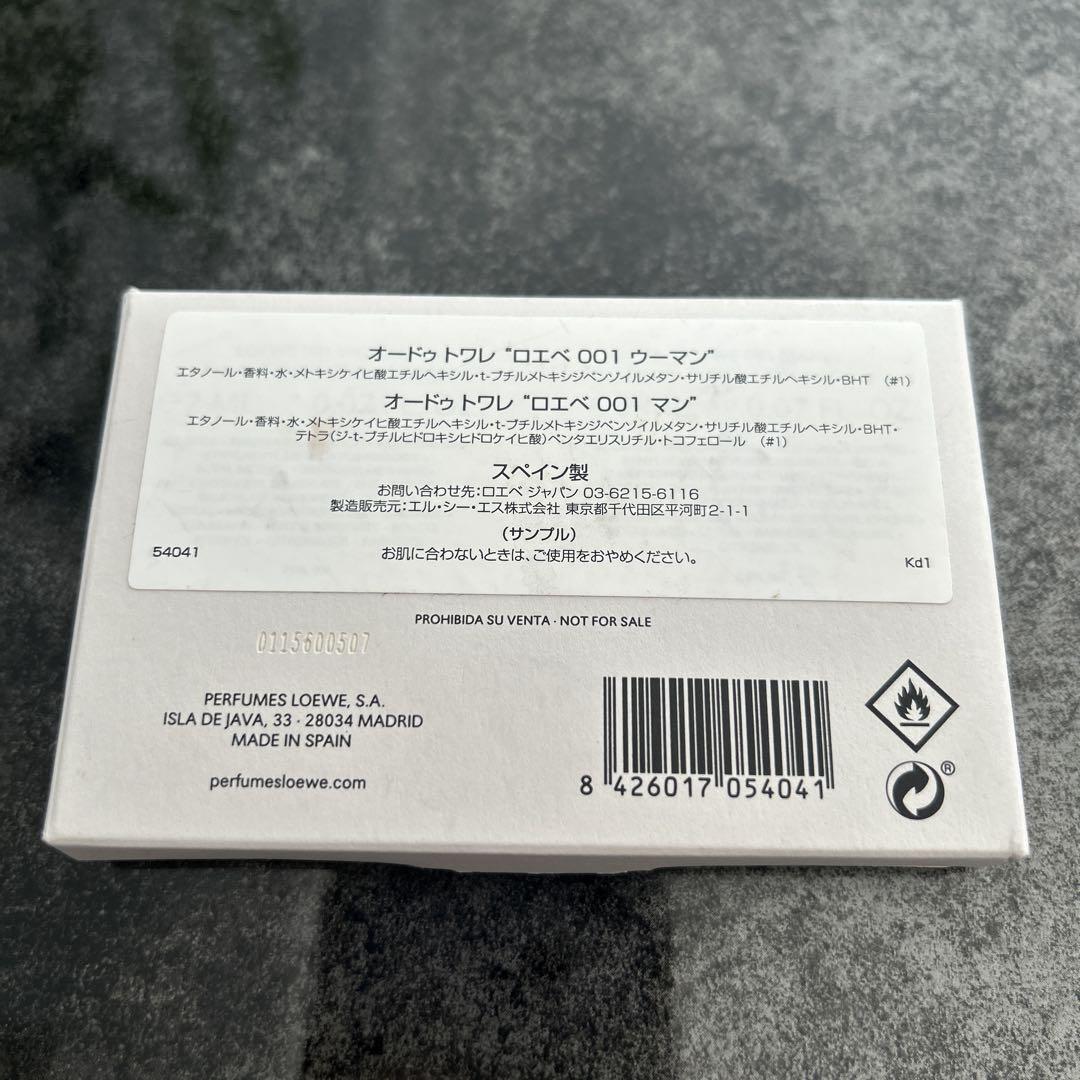 オードゥ トワレ “ロエベ 001 ウーマン”
エタノール・香料・水・メトキシケイヒ酸エチルヘキシル・t-ブチルメトキシジベンゾイルメタン・サリチル酸エチルヘキシル・BHT （#1）
オードゥ トワレ “ロエベ 001 マン”
エタノール・香料・水・メトキシケイヒ酸エチルヘキシル・t-ブチルメトキシジベンゾイルメタン・サリチル酸エチルヘキシル・BHT・
テトラ（ジ-t-ブチルヒドロキシヒドロケイヒ酸）ペンタエリスリチル・トコフェロール （#1）
スペイン製
お問い合わせ先：ロエベ ジャパン 03-6215-6116
製造販売元：エル・シー・エス株式会社 東京都千代田区平河町2-1-1
（サンプル）
54041 お肌に合わないときは、ご使用をおやめください。 Kd1
PROHIBIDA SU VENTA · NOT FOR SALE
0115600507
PERFUMES LOEWE, S.A.
ISLA DE JAVA, 33 · 28034 MADRID
MADE IN SPAIN
perfumesloewe.com
8 426017 054041
®